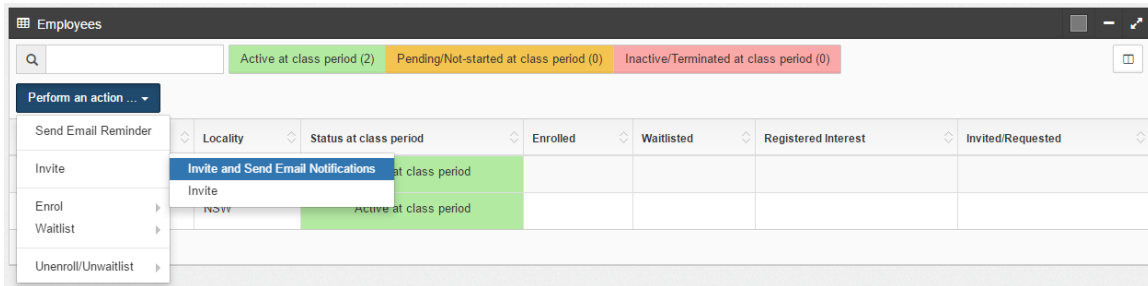 Employees
Active at class period (2) Pending/Not-started at class period (0) Inactive/Terminated at class period (0)
Perform an action ...
Send Email Reminder
Locality Status at class period Enrolled Waitlisted Registered Interest Invited/Requested
Invite
Invite and Send Email Notifications
at class period
Invite
Enrol
NSW Active at class period
Waitlist
Unenroll/Unwaitlist